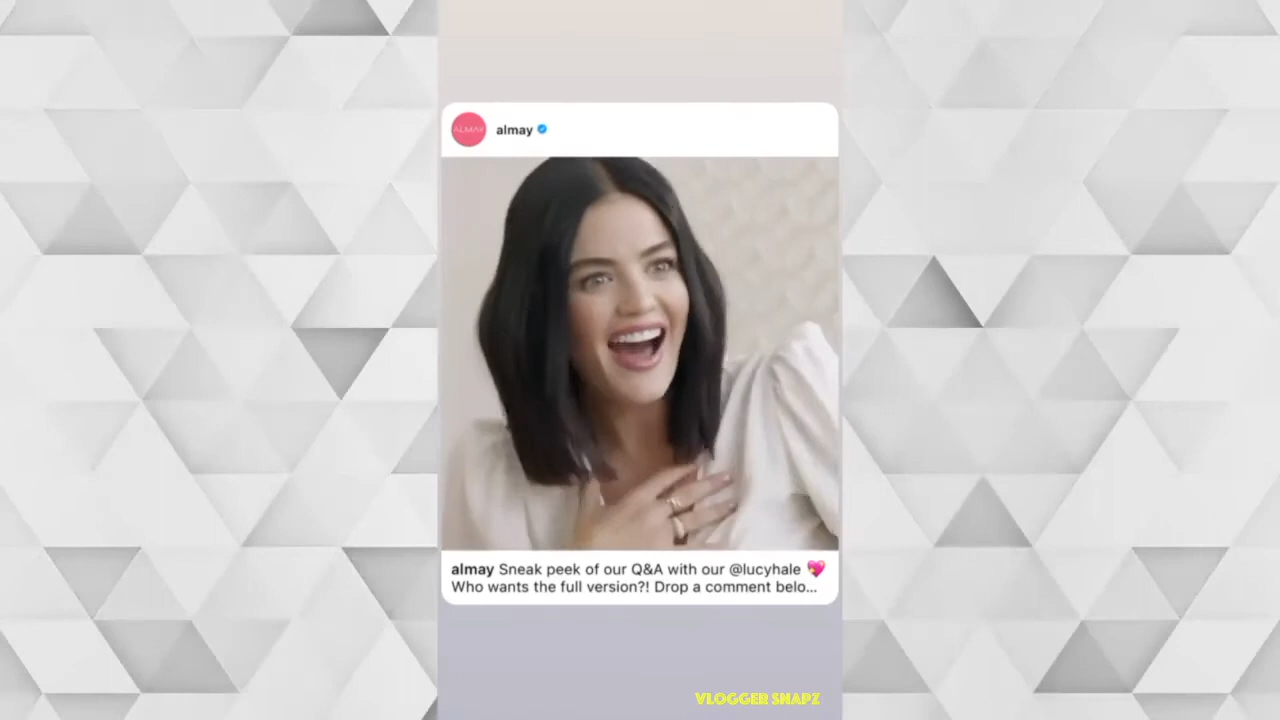 ALMAY
almay
almay Sneak peek of our Q&A with our @lucyhale 💖
Who wants the full version?! Drop a comment belo...
VLOGGER SNAPZ